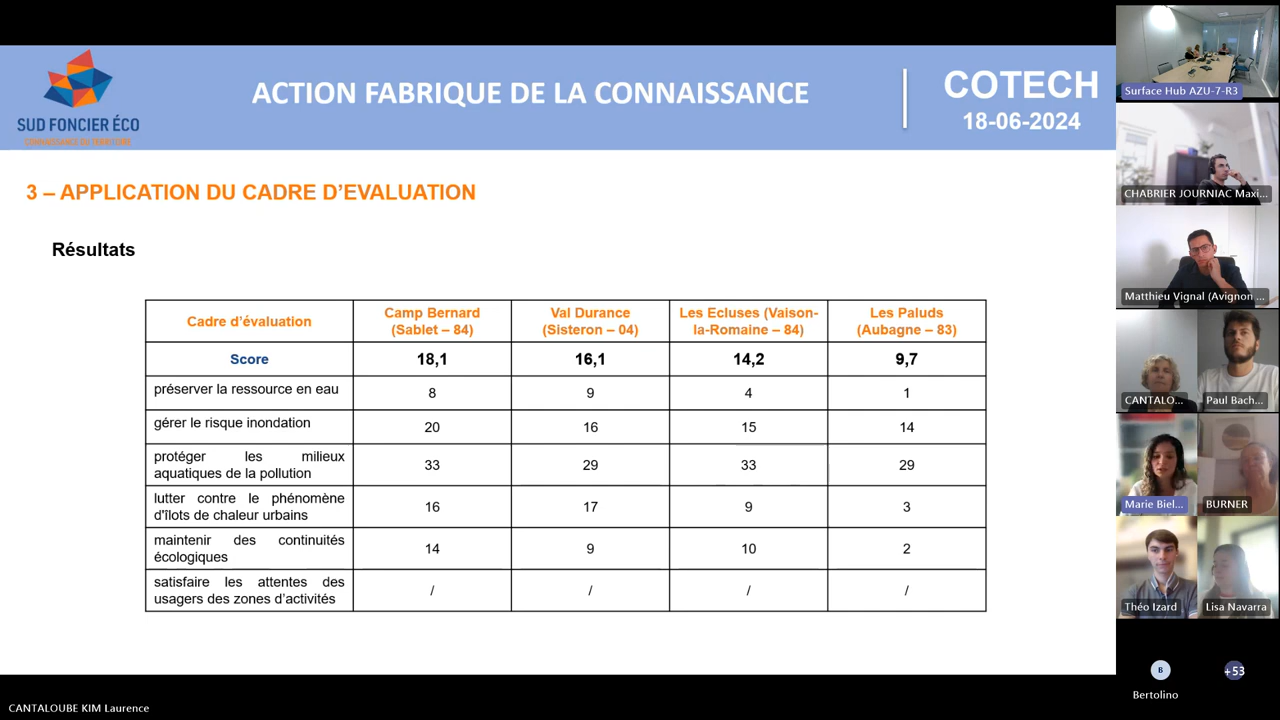 SUD FONCIER ÉCO
CONNAISSANCE DU TERRITOIRE
ACTION FABRIQUE DE LA CONNAISSANCE
COTECH
18-06-2024
3 – APPLICATION DU CADRE D’EVALUATION
Résultats
Cadre d’évaluation
Camp Bernard
(Sablet – 84)
Val Durance
(Sisteron – 04)
Les Ecluses (Vaison-
la-Romaine – 84)
Les Paluds
(Aubagne – 83)
Score 18,1 16,1 14,2 9,7
préserver la ressource en eau 8 9 4 1
gérer le risque inondation 20 16 15 14
protéger les milieux
aquatiques de la pollution
33 29 33 29
lutter contre le phénomène
d'îlots de chaleur urbains
16 17 9 3
maintenir des continuités
écologiques
14 9 10 2
satisfaire les attentes des
usagers des zones d’activités
/ / / /
Surface Hub AZU-7-R3
CHABRIER JOURNIAC Maxi...
Matthieu Vignal (Avignon ...
CANTALO...
Paul Bach...
Marie Biel...
BURNER
Théo Izard
Lisa Navarra
B
+53
Bertolino
CANTALOUBE KIM Laurence